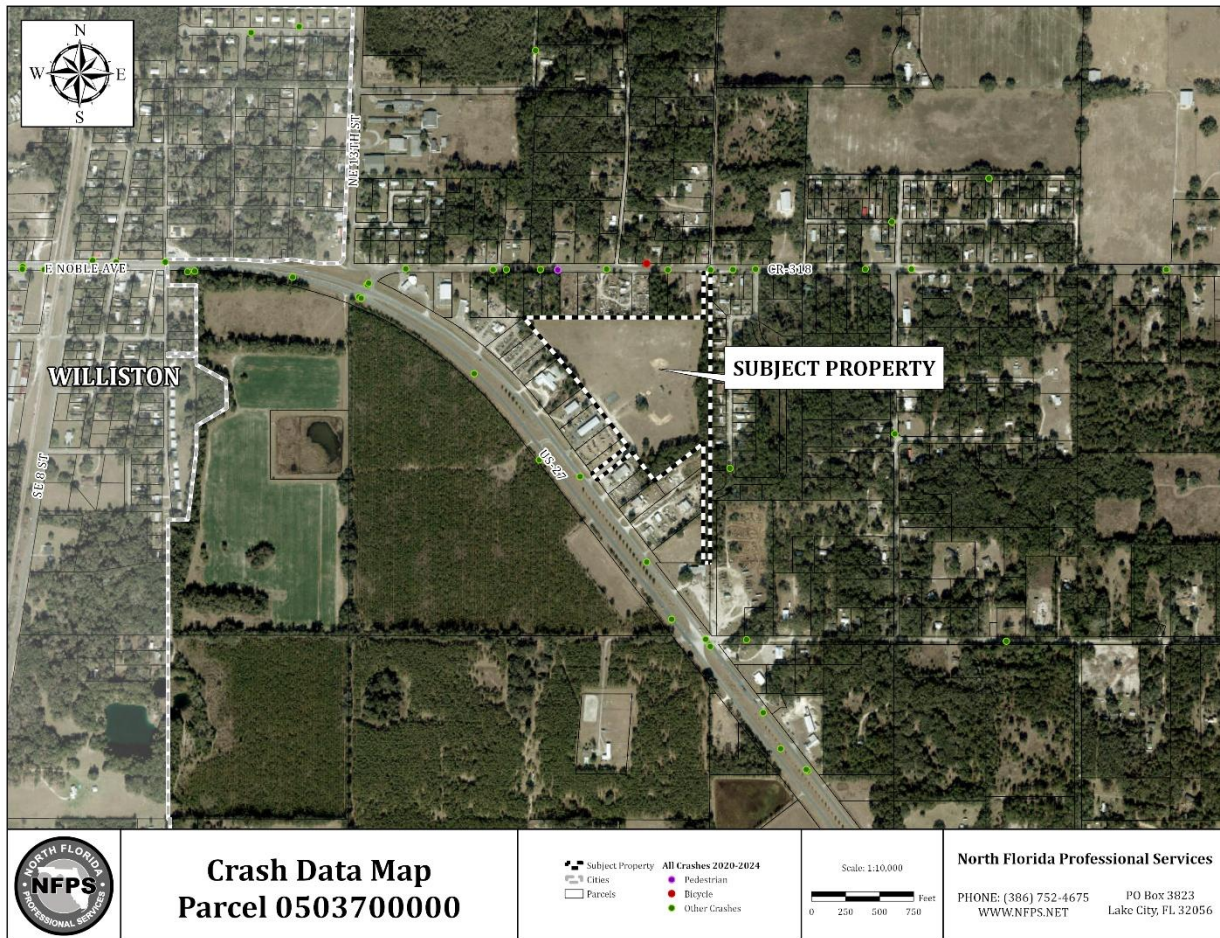 N
W E
S
NE 13TH ST
E NOBLE AVE
CR-318
WILLISTON
SUBJECT PROPERTY
SE 8 ST
US-27
NORTH FLORIDA
NFPS
PROFESSIONAL SERVICES
Crash Data Map
Parcel 0503700000
Subject Property
Cities
Parcels
All Crashes 2020-2024
Pedestrian
Bicycle
Other Crashes
Scale: 1:10,000
Feet
0 250 500 750
North Florida Professional Services
PHONE: (386) 752-4675
WWW.NFPS.NET
PO Box 3823
Lake City, FL 32056